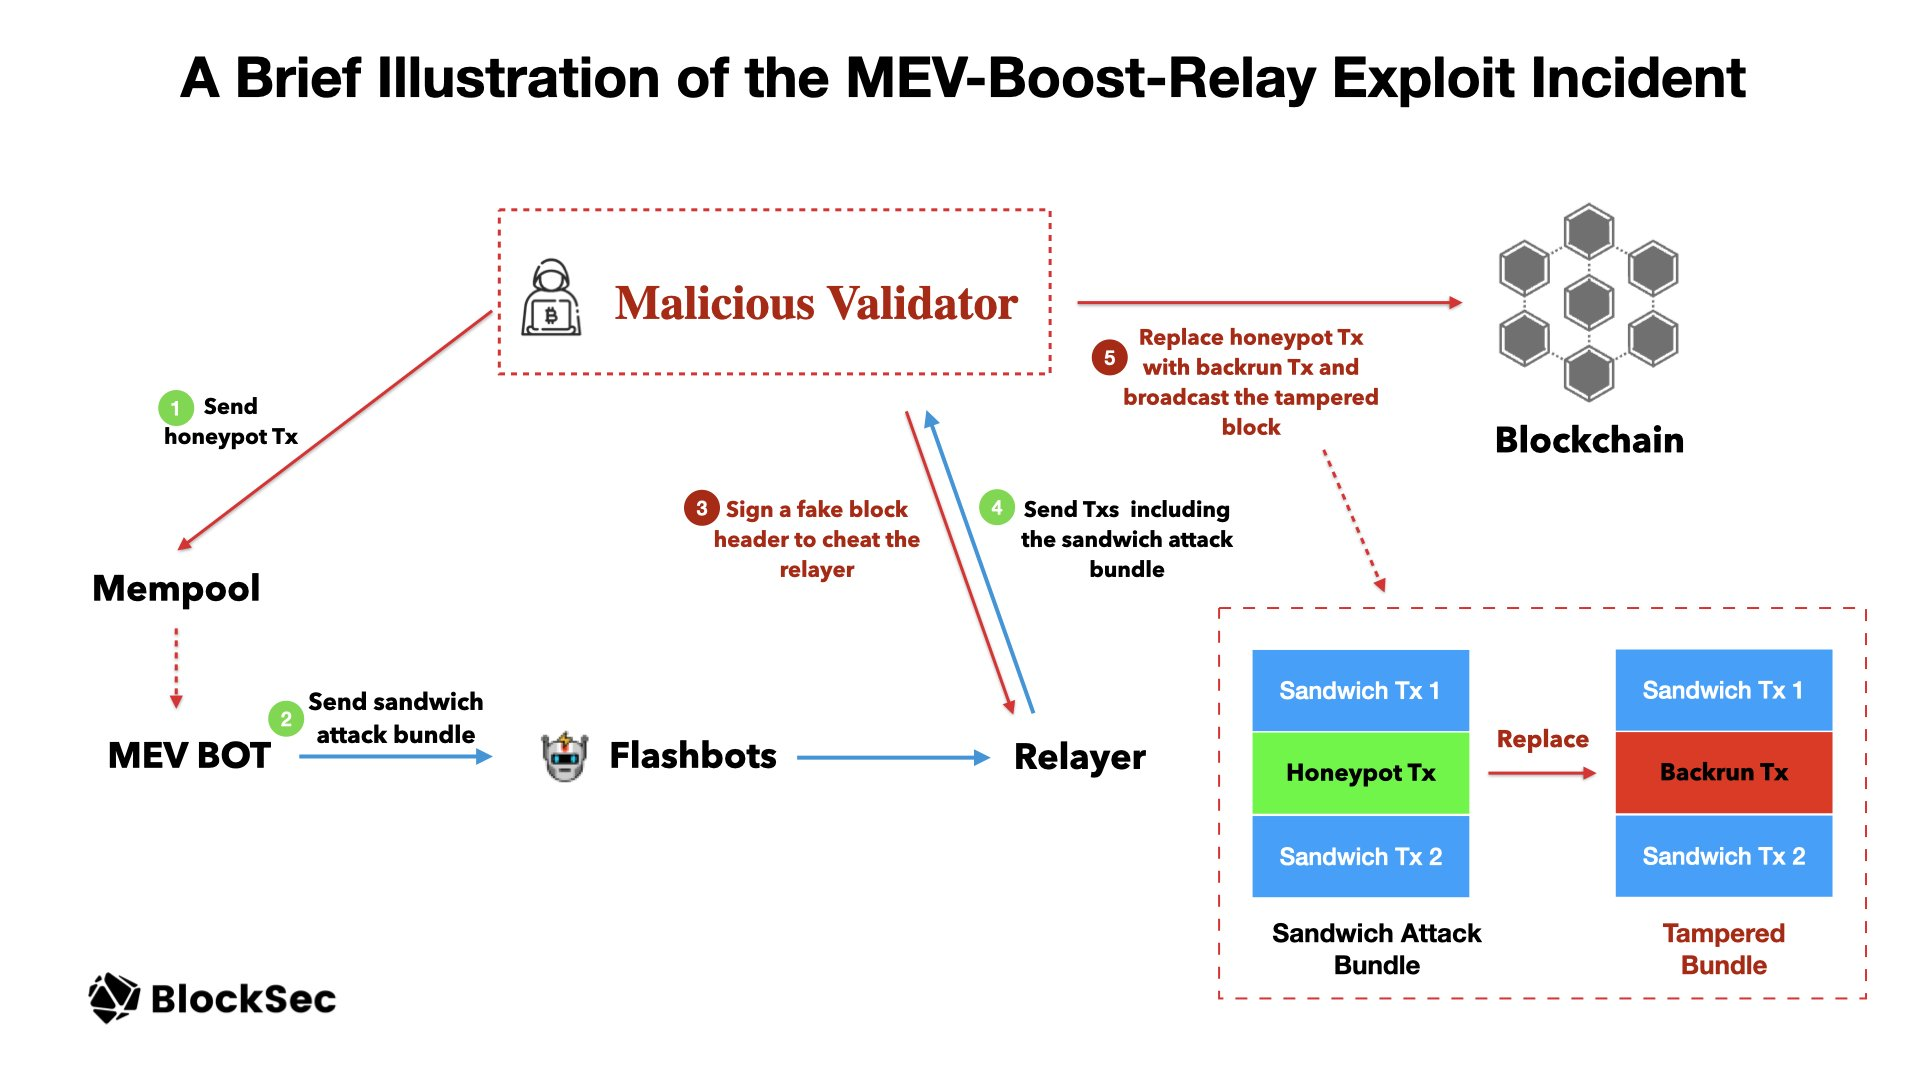 A Brief Illustration of the MEV-Boost-Relay Exploit Incident
Malicious Validator
1 Send
honeypot Tx
5 Replace honeypot Tx
with backrun Tx and
broadcast the tampered
block
Blockchain
3 Sign a fake block
header to cheat the
relayer
4 Send Txs including
the sandwich attack
bundle
Mempool
2 Send sandwich
attack bundle
MEV BOT
Flashbots
Relayer
Sandwich Tx 1
Honeypot Tx
Sandwich Tx 2
Sandwich Attack
Bundle
Replace
Sandwich Tx 1
Backrun Tx
Sandwich Tx 2
Tampered
Bundle
BlockSec